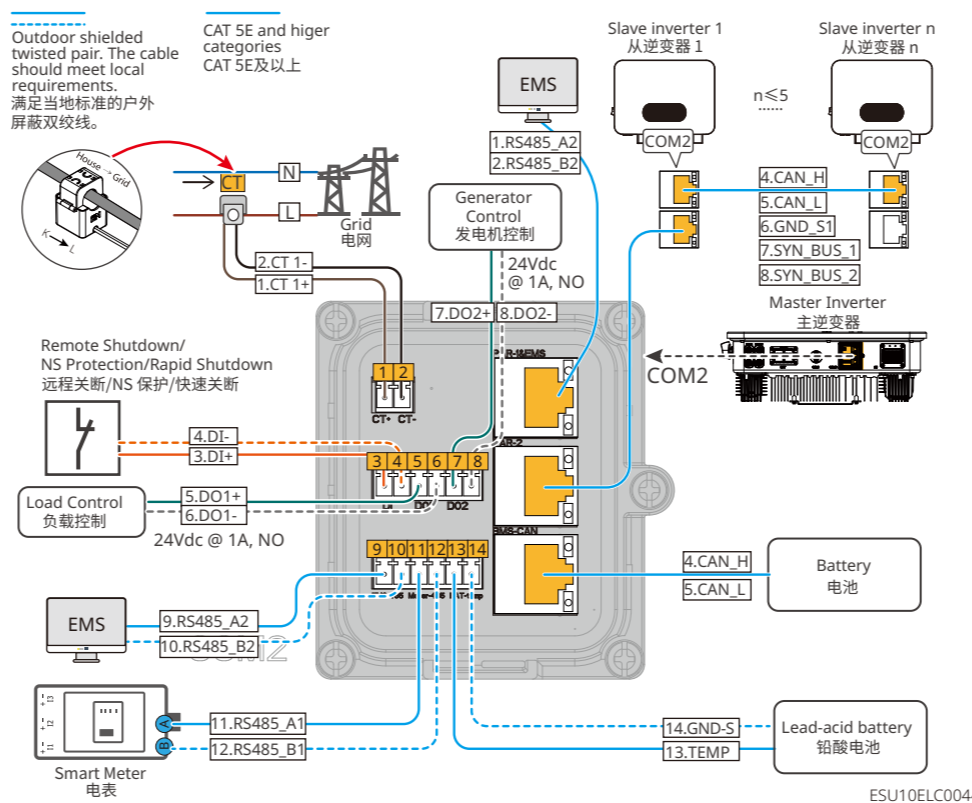 Outdoor shielded
twisted pair. The cable
should meet local
requirements.
满足当地标准的户外
屏蔽双绞线。
CAT 5E and higer
categories
CAT 5E及以上
EMS
1.RS485_A2
2.RS485_B2
Slave inverter 1
从逆变器 1
n≤5
......
Slave inverter n
从逆变器 n
COM2
COM2
4.CAN_H
5.CAN_L
6.GND_S1
7.SYN_BUS_1
8.SYN_BUS_2
Master Inverter
主逆变器
COM2
House → Grid
K → L
CT
N
L
Grid
电网
2.CT 1-
1.CT 1+
Generator
Control
发电机控制
24Vdc
@ 1A, NO
7.DO2+
8.DO2-
Remote Shutdown/
NS Protection/Rapid Shutdown
远程关断/NS 保护/快速关断
4.DI-
3.DI+
Load Control
负载控制
5.DO1+
6.DO1-
24Vdc @ 1A, NO
1 2
CT+ CT-
3 4 5 6 7 8
DO2
9 10 11 12 13 14
4.CAN_H
5.CAN_L
Battery
电池
EMS
9.RS485_A2
10.RS485_B2
I3
I2
I1
A
B
Smart Meter
电表
11.RS485_A1
12.RS485_B1
14.GND-S
13.TEMP
Lead-acid battery
铅酸电池